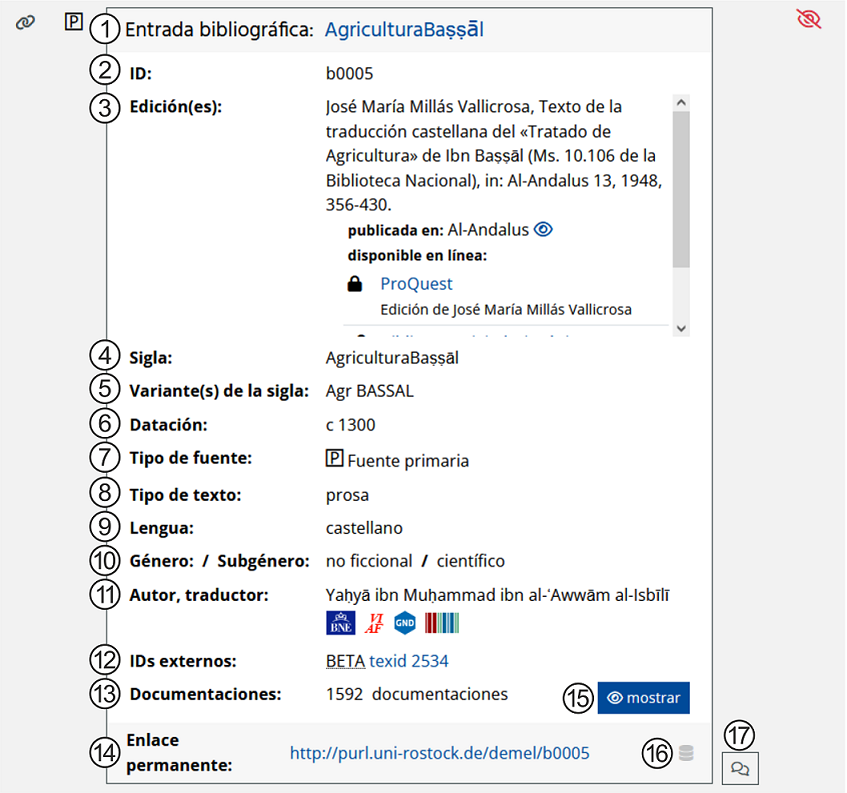 P
① Entrada bibliográfica: AgriculturaBaṣṣāl
② ID: b0005
③ Edición(es): José María Millás Vallicrosa, Texto de la
traducción castellana del «Tratado de
Agricultura» de Ibn Baṣṣāl (Ms. 10.106 de la
Biblioteca Nacional), in: Al-Andalus 13, 1948,
356-430.
publicada en: Al-Andalus
disponible en línea:
ProQuest
Edición de José María Millás Vallicrosa
④ Sigla: AgriculturaBaṣṣāl
⑤ Variante(s) de la sigla: Agr BASSAL
⑥ Datación: c 1300
⑦ Tipo de fuente: P Fuente primaria
⑧ Tipo de texto: prosa
⑨ Lengua: castellano
⑩ Género: / Subgénero: no ficcional / científico
⑪ Autor, traductor: Yaḥyā ibn Muḥammad ibn al-ʿAwwām al-Isbīlī
BNE VIAF GND
⑫ IDs externos: BETA texid 2534
⑬ Documentaciones: 1592 documentaciones ⑮ mostrar
⑭ Enlace
permanente: http://purl.uni-rostock.de/demel/b0005 ⑯
⑰